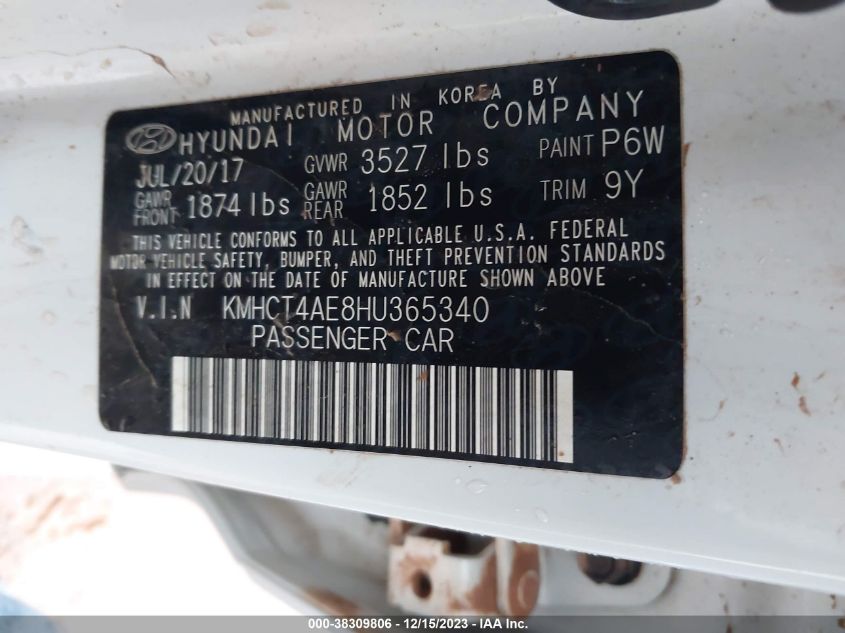 MANUFACTURED IN KOREA BY
HYUNDAI MOTOR COMPANY
JUL/20/17 GVWR 3527 lbs PAINT P6W
GAWR FRONT 1874 lbs GAWR REAR 1852 lbs TRIM 9Y
THIS VEHICLE CONFORMS TO ALL APPLICABLE U.S.A. FEDERAL
MOTOR VEHICLE SAFETY, BUMPER, AND THEFT PREVENTION STANDARDS
IN EFFECT ON THE DATE OF MANUFACTURE SHOWN ABOVE
V.I.N KMHCT4AE8HU365340
PASSENGER CAR
000-38309806 - 12/15/2023 - IAA Inc.